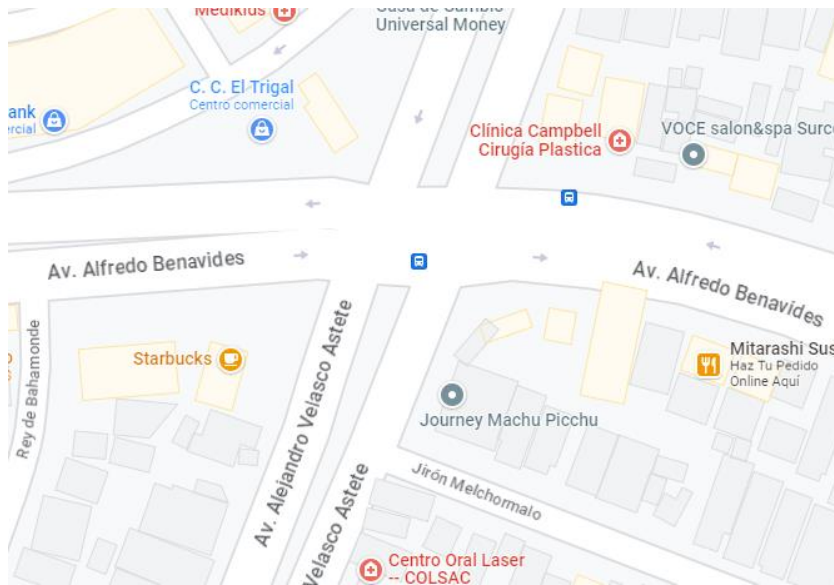 Medikids
Universal Money
C. C. El Trigal
Centro comercial
Clínica Campbell
Cirugía Plastica
VOCE salon&spa Surco
Av. Alfredo Benavides
Av. Alfredo Benavides
Rey de Bahamonde
Starbucks
Av. Alejandro Velasco Astete
Mitarashi Sus
Haz Tu Pedido
Online Aquí
Journey Machu Picchu
Jirón Melchormalo
Velasco Astete
Centro Oral Laser
-- COLSAC